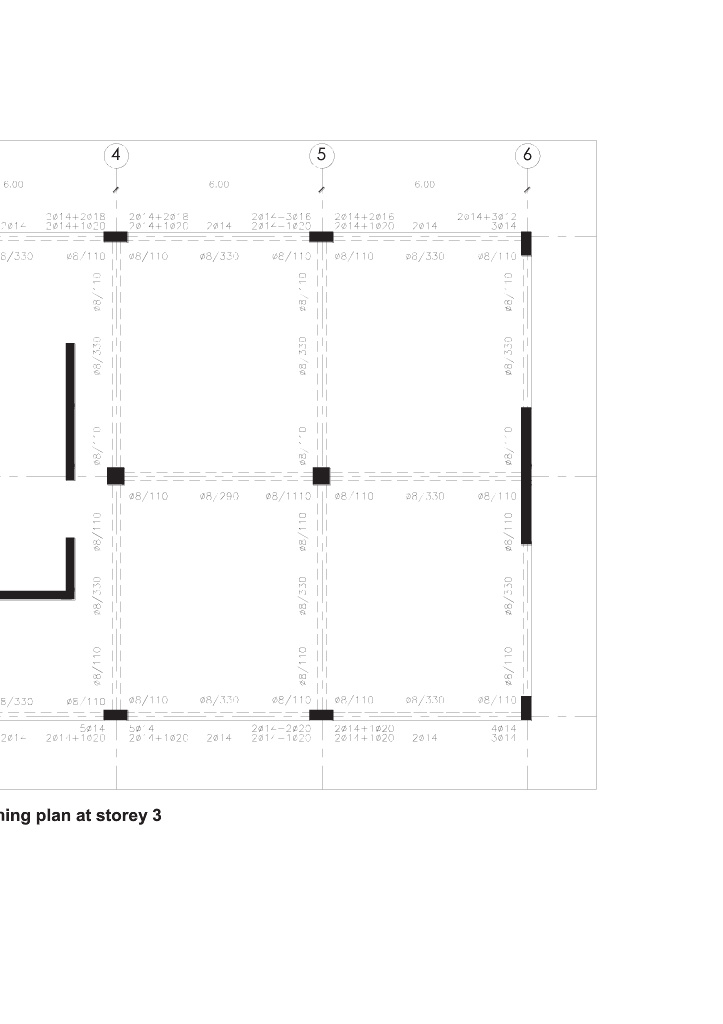 4 5 6
6.00 6.00 6.00
2ø14+2ø18 2ø14+2ø18 2ø14-3ø16 2ø14+2ø16 2ø14+3ø12
2ø14 2ø14+1ø20 2ø14+1ø20 2ø14 2ø14-1ø20 2ø14+1ø20 2ø14 3ø14
ø8/330 ø8/110 ø8/110 ø8/330 ø8/110 ø8/110 ø8/330 ø8/110
ø8/110 ø8/110 ø8/110
ø8/330 ø8/330 ø8/330
ø8/110 ø8/110 ø8/110
ø8/110 ø8/290 ø8/1110 ø8/110 ø8/330 ø8/110
ø8/110 ø8/110 ø8/110
ø8/330 ø8/330 ø8/330
ø8/110 ø8/110 ø8/110
8/330 ø8/110 ø8/110 ø8/330 ø8/110 ø8/110 ø8/330 ø8/110
5ø14 5ø14 2ø14-2ø20 2ø14+1ø20 4ø14
2ø14 2ø14+1ø20 2ø14+1ø20 2ø14 2ø14-1ø20 2ø14+1ø20 2ø14 3ø14
ning plan at storey 3